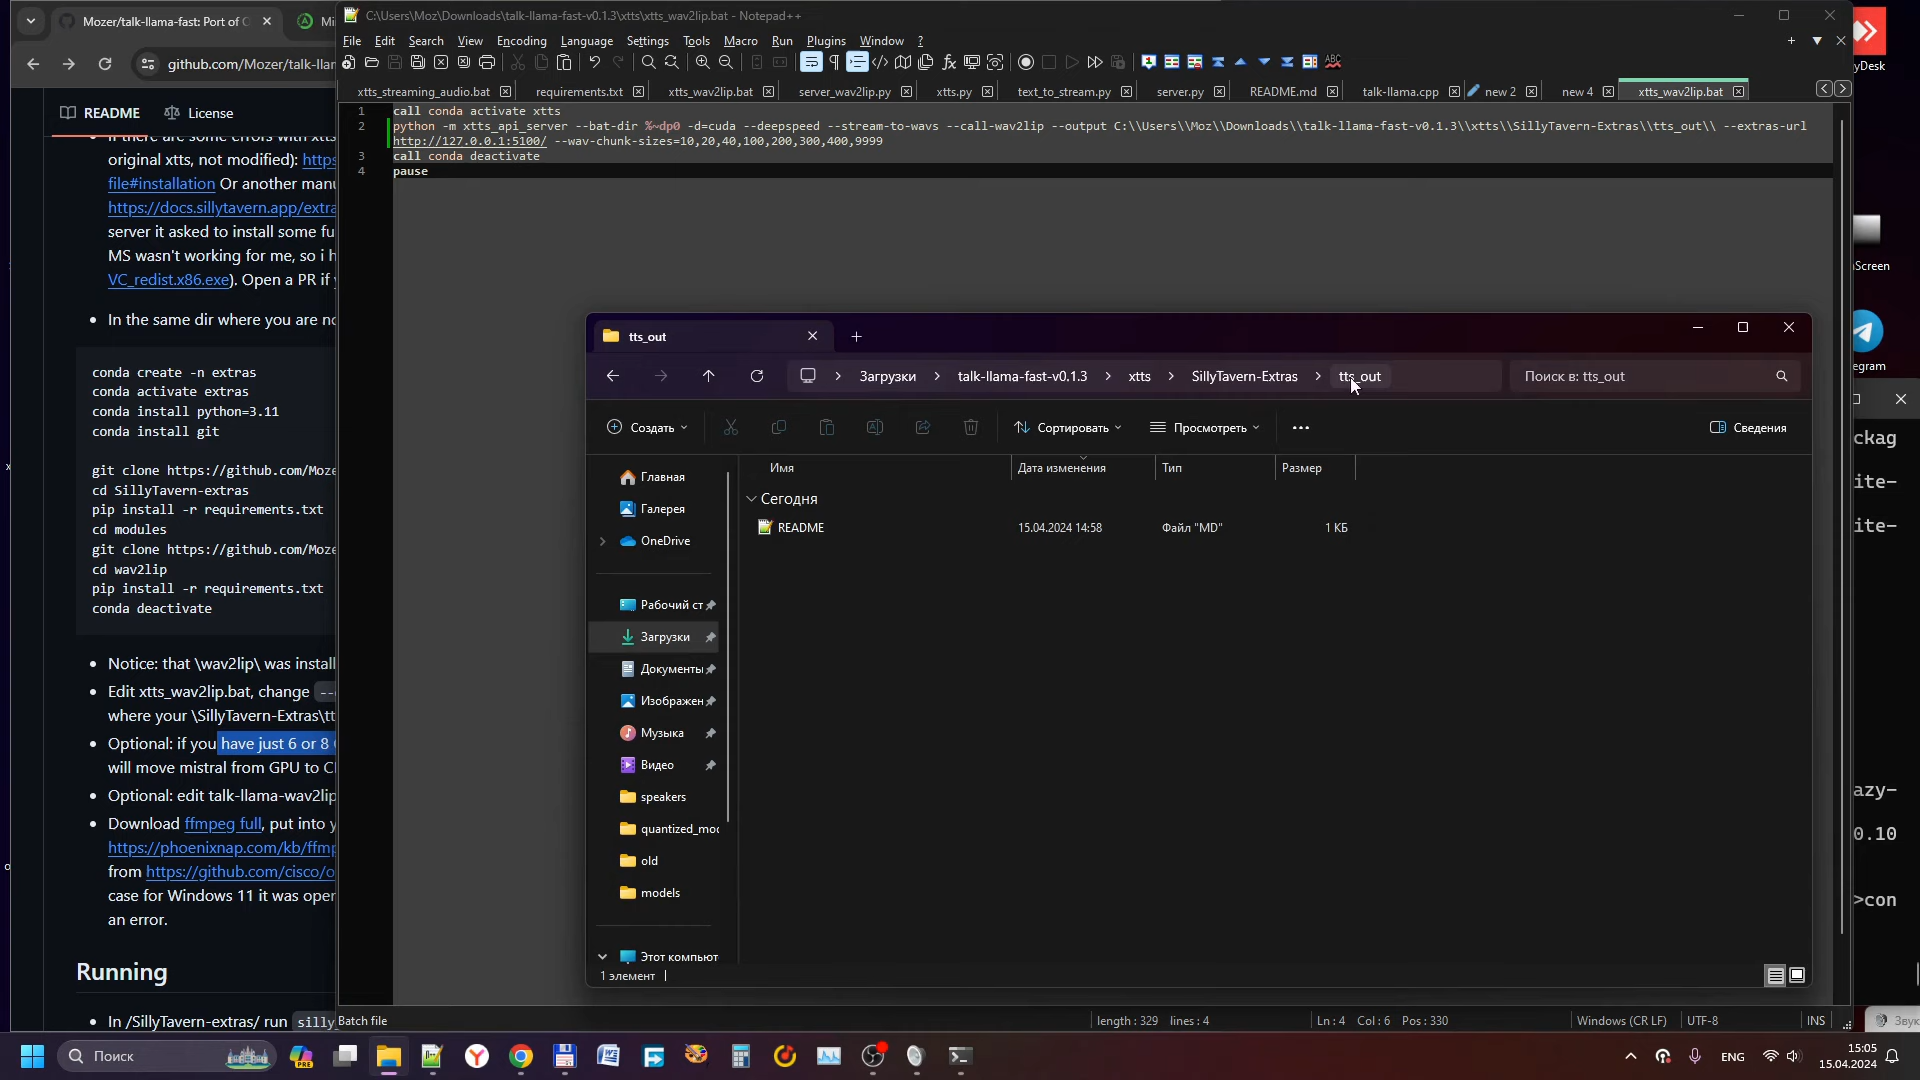 Mozer/talk-llama-fast: Port of
C:\Users\Moz\Downloads\talk-llama-fast-v0.1.3\xtts\xtts_wav2lip.bat - Notepad++
github.com/Mozer/talk-llar
File Edit Search View Encoding Language Settings Tools Macro Run Plugins Window ?
xtts_streaming_audio.bat requirements.txt xtts_wav2lip.bat server_wav2lip.py xtts.py text_to_stream.py server.py README.md talk-llama.cpp new 2 new 4 xtts_wav2lip.bat
1 call conda activate xtts
2 python -m xtts_api_server --bat-dir %~dp0 -d=cuda --deepspeed --stream-to-wavs --call-wav2lip --output C:\\Users\\Moz\\Downloads\\talk-llama-fast-v0.1.3\\xtts\\SillyTavern-Extras\\tts_out\\ --extras-url
http://127.0.0.1:5100/ --wav-chunk-sizes=10,20,40,100,200,300,400,9999
3 call conda deactivate
4 pause
README License
If there are some errors with xtts
original xtts, not modified): https
file#installation Or another manu
https://docs.sillytavern.app/extra
server it asked to install some fu
MS wasn't working for me, so i h
VC_redist.x86.exe). Open a PR if y
In the same dir where you are no
conda create -n extras
conda activate extras
conda install python=3.11
conda install git
git clone https://github.com/Moze
cd SillyTavern-extras
pip install -r requirements.txt
cd modules
git clone https://github.com/Moze
cd wav2lip
pip install -r requirements.txt
conda deactivate
Notice: that \wav2lip\ was install
Edit xtts_wav2lip.bat, change
where your \SillyTavern-Extras\tt
Optional: if you have just 6 or 8
will move mistral from GPU to C
Optional: edit talk-llama-wav2lip
Download ffmpeg full, put into y
https://phoenixnap.com/kb/ffmp
from https://github.com/cisco/o
case for Windows 11 it was oper
an error.
Running
In /SillyTavern-extras/ run silly
tts_out
Загрузки talk-llama-fast-v0.1.3 xtts SillyTavern-Extras tts_out
Поиск в: tts_out
Создать Сортировать Просмотреть Сведения
Имя Дата изменения Тип Размер
Сегодня
README 15.04.2024 14:58 Файл "MD" 1 КБ
Главная
Галерея
OneDrive
Рабочий ст
Загрузки
Документы
Изображен
Музыка
Видео
speakers
quantized_mod
old
models
Этот компьют
1 элемент
yDesk
Screen
egram
ckag
ite-
ite-
azy-
0.10
>con
Звук
Batch file length : 329 lines : 4 Ln : 4 Col : 6 Pos : 330 Windows (CR LF) UTF-8 INS
Поиск
PRE
ENG
15:05
15.04.2024